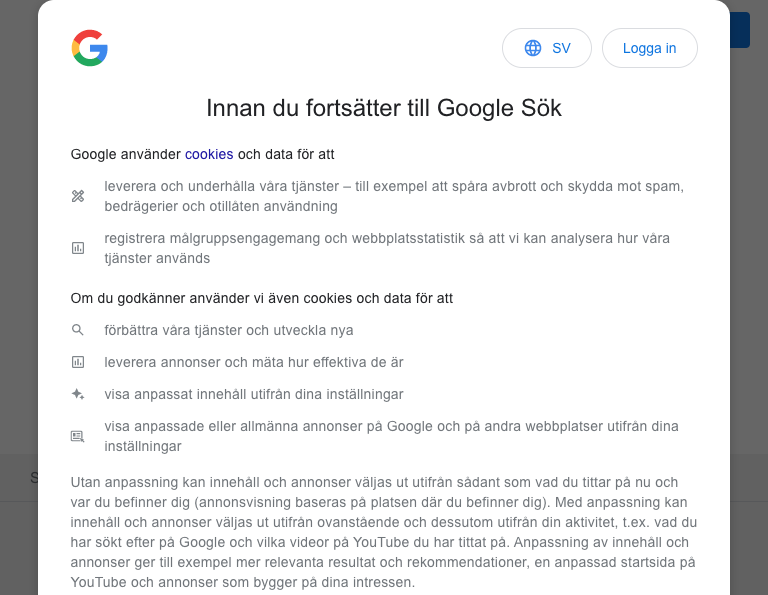 SV
Logga in
Innan du fortsätter till Google Sök
Google använder cookies och data för att
leverera och underhålla våra tjänster – till exempel att spåra avbrott och skydda mot spam,
bedrägerier och otillåten användning
registrera målgruppsengagemang och webbplatsstatistik så att vi kan analysera hur våra
tjänster används
Om du godkänner använder vi även cookies och data för att
förbättra våra tjänster och utveckla nya
leverera annonser och mäta hur effektiva de är
visa anpassat innehåll utifrån dina inställningar
visa anpassade eller allmänna annonser på Google och på andra webbplatser utifrån dina
inställningar
Utan anpassning kan innehåll och annonser väljas ut utifrån sådant som vad du tittar på nu och
var du befinner dig (annonsvisning baseras på platsen där du befinner dig). Med anpassning kan
innehåll och annonser väljas ut utifrån ovanstående och dessutom utifrån din aktivitet, t.ex. vad du
har sökt efter på Google och vilka videor på YouTube du har tittat på. Anpassning av innehåll och
annonser ger till exempel mer relevanta resultat och rekommendationer, en anpassad startsida på
YouTube och annonser som bygger på dina intressen.